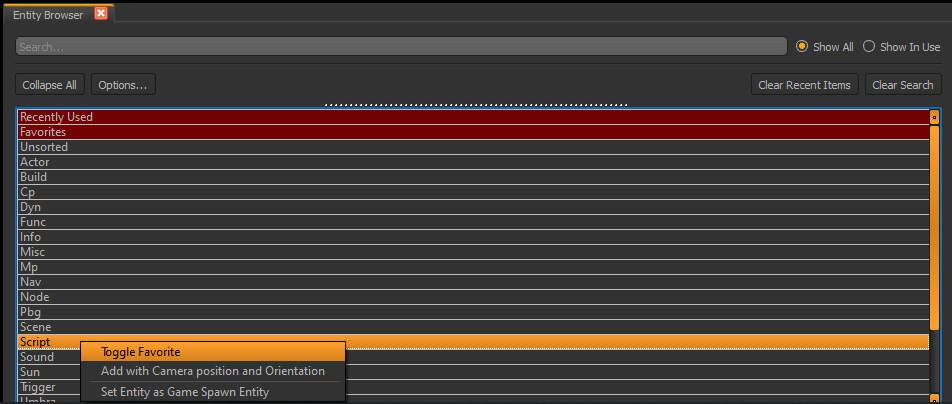 Entity Browser
Search...
Show All
Show In Use
Collapse All
Options...
Clear Recent Items
Clear Search
Recently Used
Favorites
Unsorted
Actor
Build
Cp
Dyn
Func
Info
Misc
Mp
Nav
Node
Pbg
Scene
Script
Toggle Favorite
Sound
Add with Camera position and Orientation
Sun
Trigger
Set Entity as Game Spawn Entity
Umbra